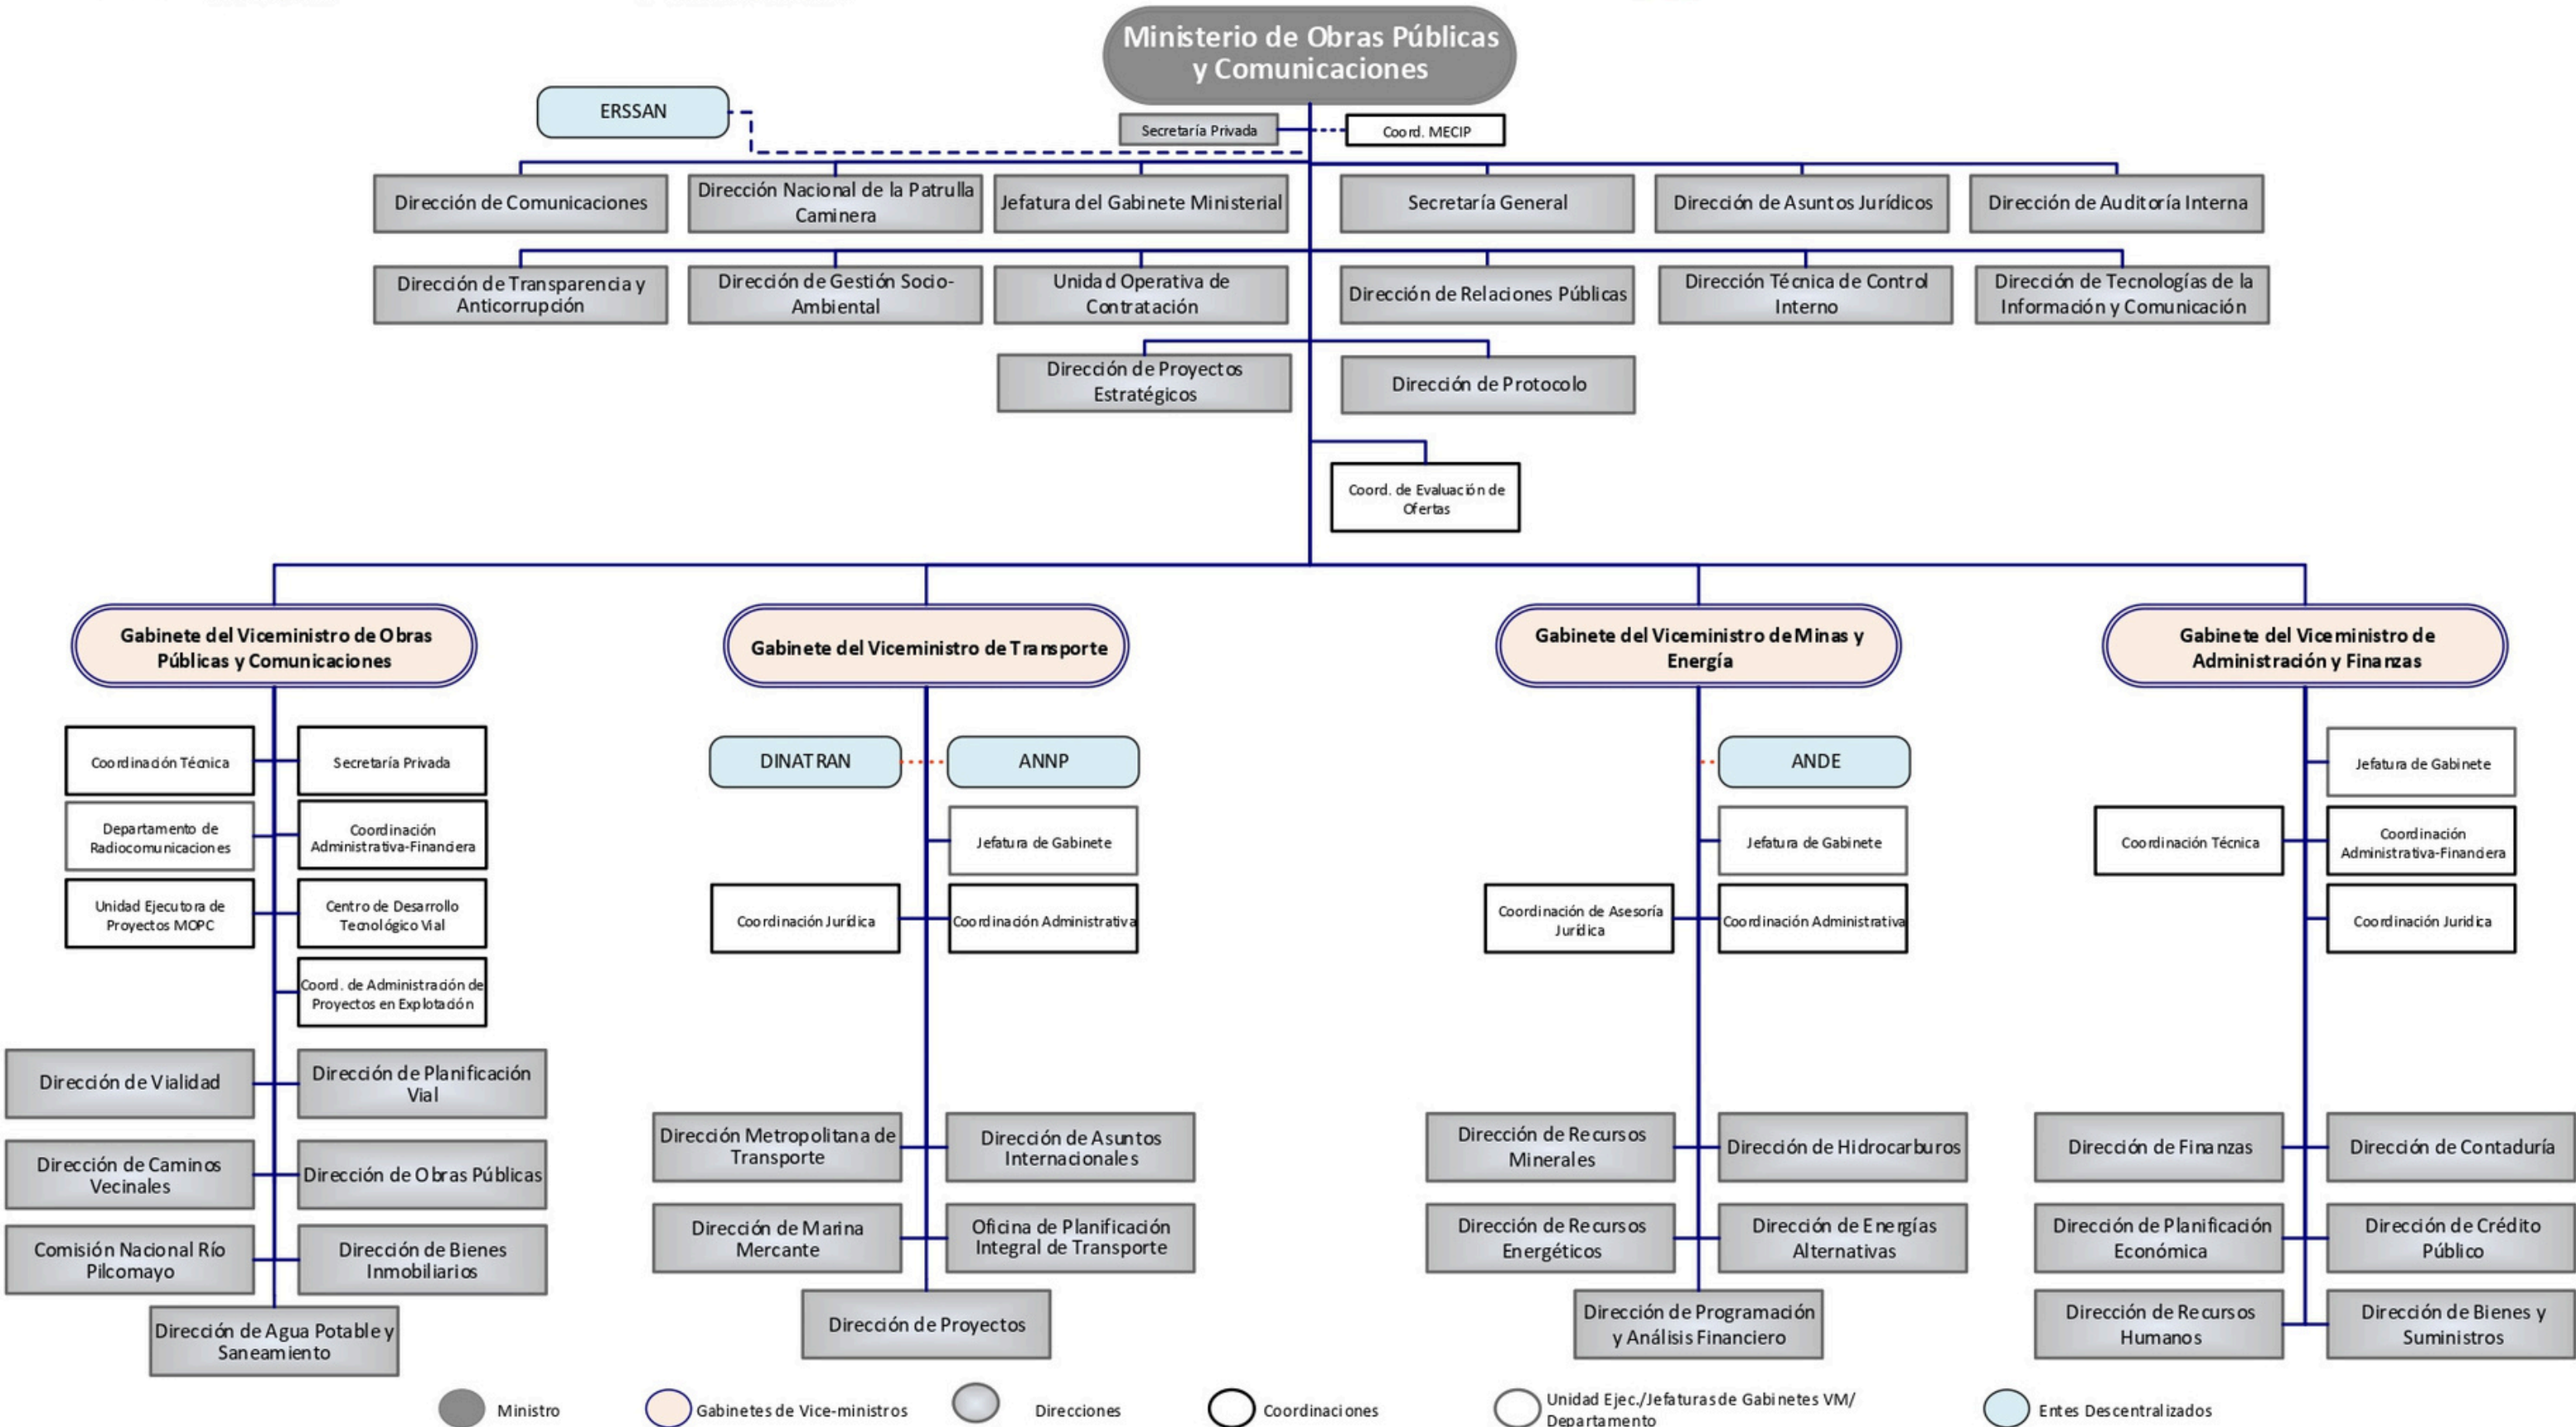 Ministerio de Obras Públicas
y Comunicaciones
ERSSAN
Secretaría Privada
Coord. MECIP
Dirección de Comunicaciones
Dirección Nacional de la Patrulla
Caminera
Jefatura del Gabinete Ministerial
Secretaría General
Dirección de Asuntos Jurídicos
Dirección de Auditoría Interna
Dirección de Transparencia y
Anticorrupción
Dirección de Gestión Socio-
Ambiental
Unidad Operativa de
Contratación
Dirección de Relaciones Públicas
Dirección Técnica de Control
Interno
Dirección de Tecnologías de la
Información y Comunicación
Dirección de Proyectos
Estratégicos
Dirección de Protocolo
Coord. de Evaluación de
Ofertas
Gabinete del Viceministro de Obras
Públicas y Comunicaciones
Gabinete del Viceministro de Transporte
Gabinete del Viceministro de Minas y
Energía
Gabinete del Viceministro de
Administración y Finanzas
Coordinación Técnica
Secretaría Privada
Departamento de
Radiocomunicaciones
Coordinación
Administrativa-Financiera
Unidad Ejecutora de
Proyectos MOPC
Centro de Desarrollo
Tecnológico Vial
Coord. de Administración de
Proyectos en Explotación
Dirección de Vialidad
Dirección de Planificación
Vial
Dirección de Caminos
Vecinales
Dirección de Obras Públicas
Comisión Nacional Río
Pilcomayo
Dirección de Bienes
Inmobiliarios
Dirección de Agua Potable y
Saneamiento
DINATRAN
ANNP
Jefatura de Gabinete
Coordinación Jurídica
Coordinación Administrativa
Dirección Metropolitana de
Transporte
Dirección de Asuntos
Internacionales
Dirección de Marina
Mercante
Oficina de Planificación
Integral de Transporte
Dirección de Proyectos
ANDE
Jefatura de Gabinete
Coordinación de Asesoría
Jurídica
Coordinación Administrativa
Dirección de Recursos
Minerales
Dirección de Hidrocarburos
Dirección de Recursos
Energéticos
Dirección de Energías
Alternativas
Dirección de Programación
y Análisis Financiero
Jefatura de Gabinete
Coordinación Técnica
Coordinación
Administrativa-Financiera
Coordinación Juridica
Dirección de Finanzas
Dirección de Contaduría
Dirección de Planificación
Económica
Dirección de Crédito
Público
Dirección de Recursos
Humanos
Dirección de Bienes y
Suministros
Ministro
Gabinetes de Vice-ministros
Direcciones
Coordinaciones
Unidad Ejec./Jefaturas de Gabinetes VM/
Departamento
Entes Descentralizados